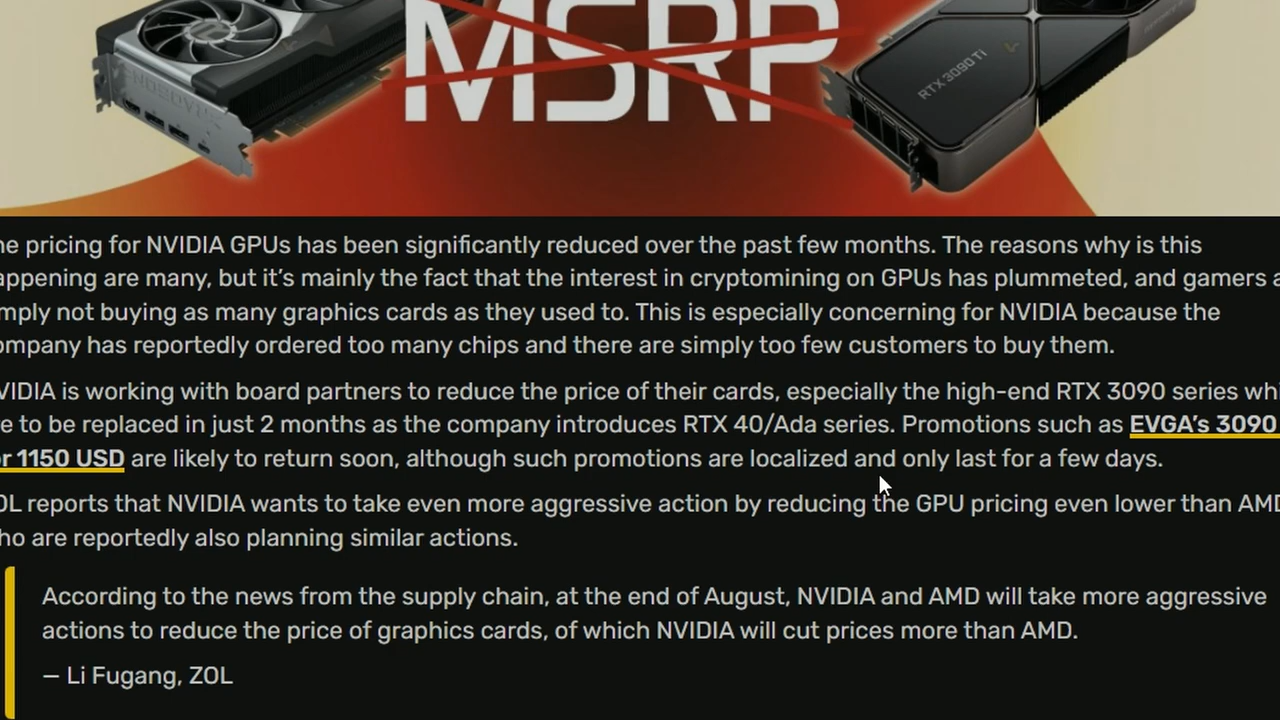 MSRP
RADEON
RTX 3090 Ti
he pricing for NVIDIA GPUs has been significantly reduced over the past few months. The reasons why is this
appening are many, but it’s mainly the fact that the interest in cryptomining on GPUs has plummeted, and gamers a
mply not buying as many graphics cards as they used to. This is especially concerning for NVIDIA because the
ompany has reportedly ordered too many chips and there are simply too few customers to buy them.
VIDIA is working with board partners to reduce the price of their cards, especially the high-end RTX 3090 series whi
e to be replaced in just 2 months as the company introduces RTX 40/Ada series. Promotions such as EVGA’s 3090
r 1150 USD are likely to return soon, although such promotions are localized and only last for a few days.
OL reports that NVIDIA wants to take even more aggressive action by reducing the GPU pricing even lower than AMD
ho are reportedly also planning similar actions.
According to the news from the supply chain, at the end of August, NVIDIA and AMD will take more aggressive
actions to reduce the price of graphics cards, of which NVIDIA will cut prices more than AMD.
— Li Fugang, ZOL